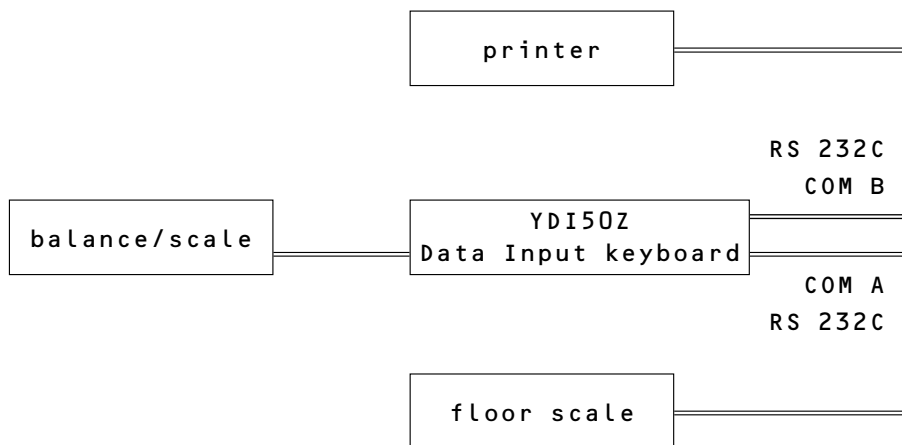 printer
RS 232C
COM B
balance/scale
YDI50Z
Data Input keyboard
COM A
RS 232C
floor scale